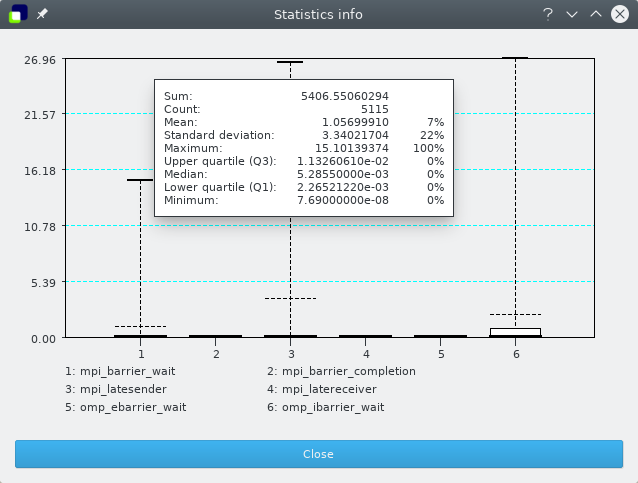 Statistics info
26.96
21.57
16.18
10.78
5.39
0.00
Sum: 5406.55060294
Count: 5115
Mean: 1.05699910 7%
Standard deviation: 3.34021704 22%
Maximum: 15.10139374 100%
Upper quartile (Q3): 1.13260610e-02 0%
Median: 5.28550000e-03 0%
Lower quartile (Q1): 2.26521220e-03 0%
Minimum: 7.69000000e-08 0%
1 2 3 4 5 6
1: mpi_barrier_wait 2: mpi_barrier_completion
3: mpi_latesender 4: mpi_latereceiver
5: omp_ebarrier_wait 6: omp_ibarrier_wait
Close